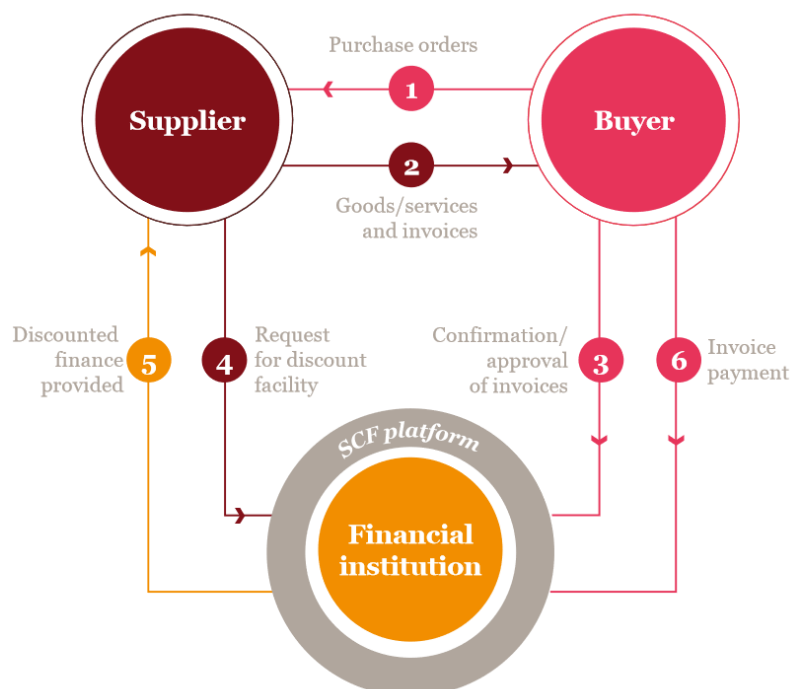 Purchase orders
1
Supplier
Buyer
2
Goods/services
and invoices
Discounted
finance
provided
5
4
Request
for discount
facility
Confirmation/
approval
of invoices
3
6
Invoice
payment
SCF platform
Financial
institution